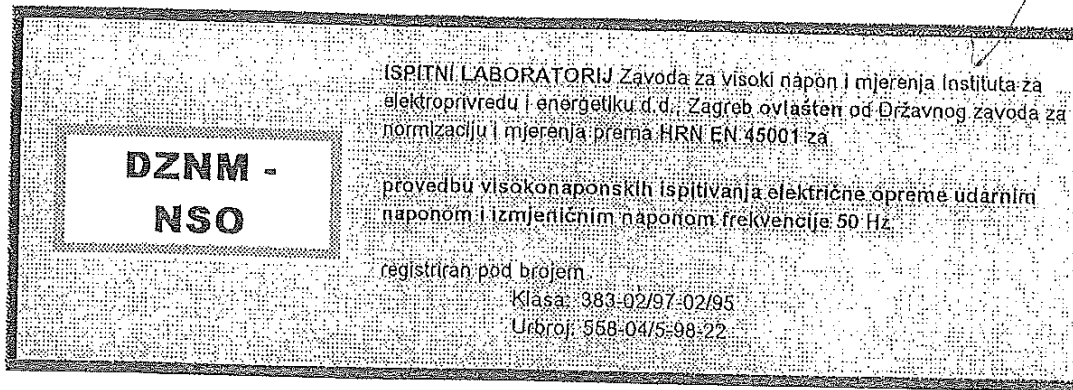 ISPITNI LABORATORIJ Zavoda za visoki napon i mjerenja Instituta za
elektroprivredu i energetiku d.d., Zagreb ovlašten od Državnog zavoda za
normizaciju i mjerenja prema HRN EN 45001 za
DZNM -
NSO
provedbu visokonaponskih ispitivanja električne opreme udarnim
naponom i izmjeničnim naponom frekvencije 50 Hz
registriran pod brojem
Klasa: 383-02/97-02/95
Urbroj: 558-04/5-98-22